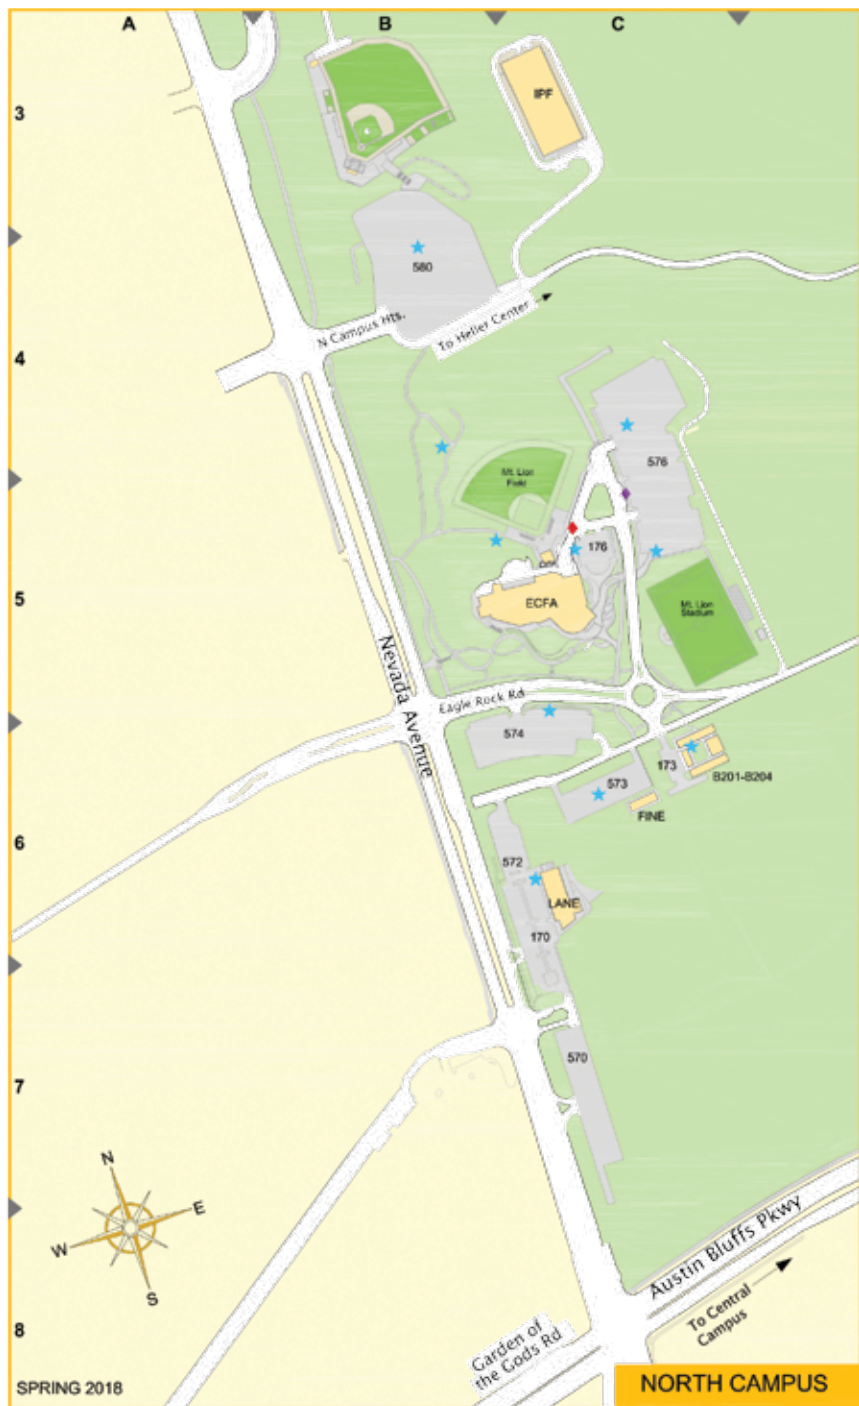 A
B
C
3
IPF
580
N Campus Hts.
To Heller Center
4
Mt. Lion
Field
576
176
5
ECFA
Mt. Lion
Stadium
Nevada Avenue
Eagle Rock Rd
574
173
B201-B204
573
FINE
6
572
LANE
170
570
7
N
E
W
S
Austin Bluffs Pkwy
To Central
Campus
8
Garden of
the Gods Rd
SPRING 2018
NORTH CAMPUS